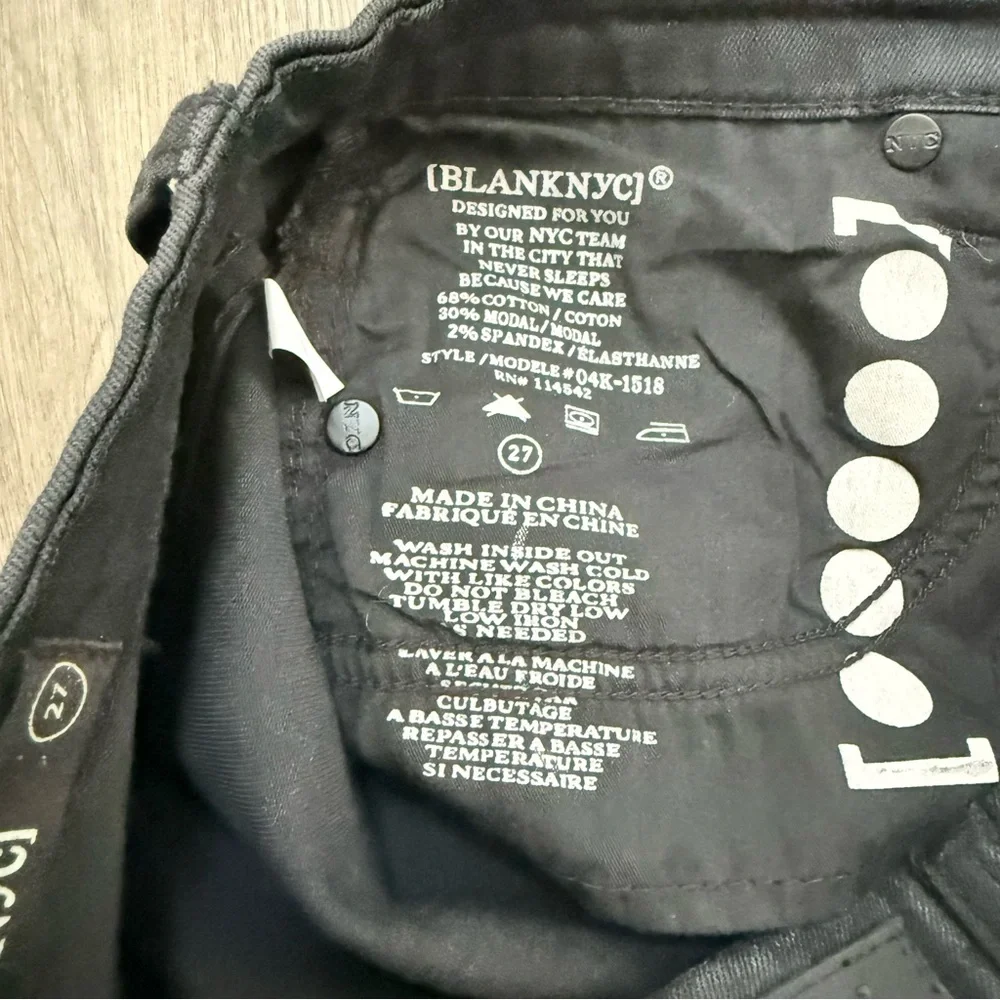 [BLANKNYC]®
DESIGNED FOR YOU
BY OUR NYC TEAM
IN THE CITY THAT
NEVER SLEEPS
BECAUSE WE CARE
68% COTTON / COTON
30% MODAL / MODAL
2% SPANDEX / ÉLASTHANNE
STYLE / MODELE # 04K-1518
RN# 114542
27
MADE IN CHINA
FABRIQUÉ EN CHINE
WASH INSIDE OUT
MACHINE WASH COLD
WITH LIKE COLORS
DO NOT BLEACH
TUMBLE DRY LOW
LOW IRON
S NEEDED
LAVER A LA MACHINE
A L'EAU FROIDE
CULBUTAGE
A BASSE TEMPERATURE
REPASSER A BASSE
TEMPERATURE
SI NECESSAIRE
NYC
NYC
27
NYC]